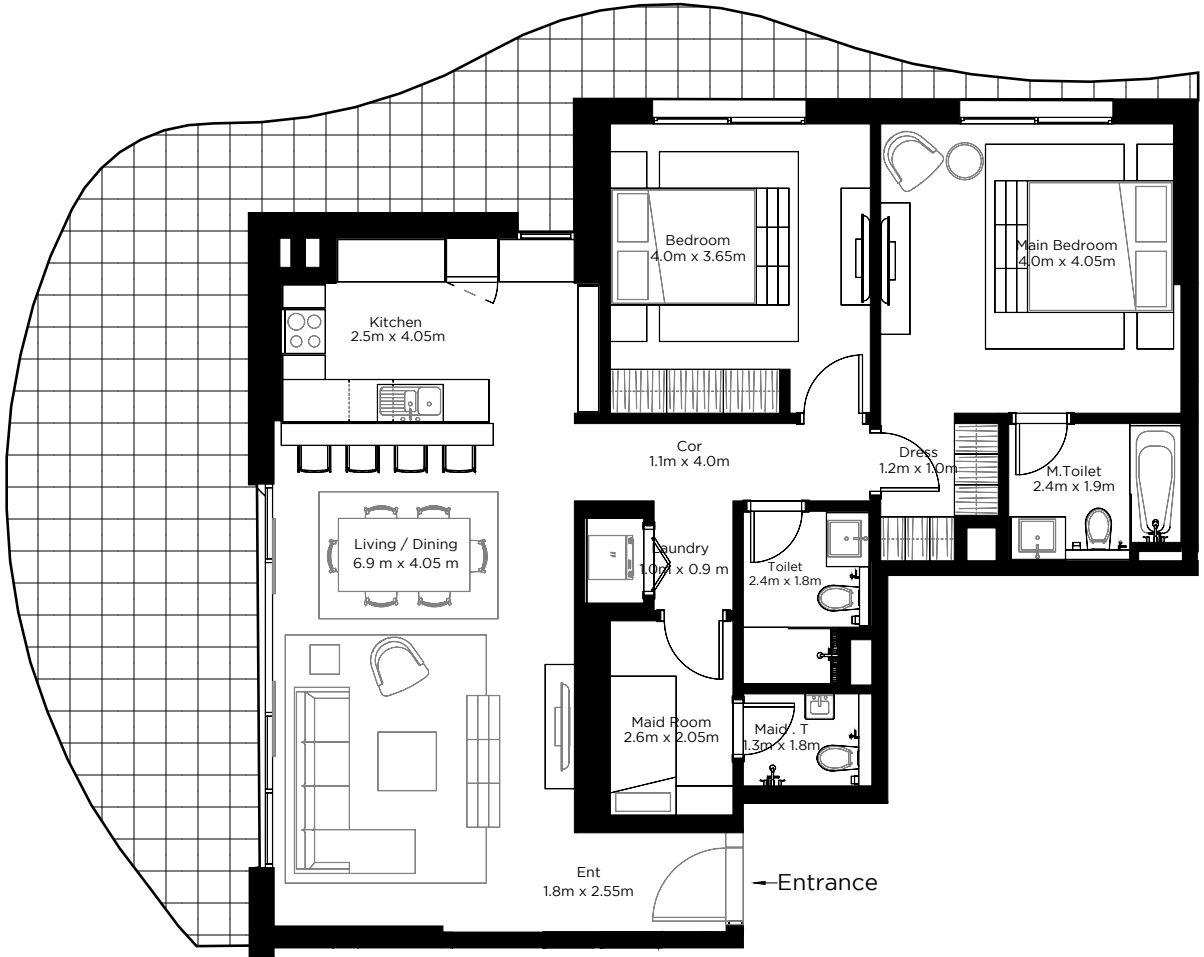 Bedroom
4.0m x 3.65m
Main Bedroom
4.0m x 4.05m
Kitchen
2.5m x 4.05m
Cor
1.1m x 4.0m
Dress
1.2m x 1.0m
M.Toilet
2.4m x 1.9m
Living / Dining
6.9 m x 4.05 m
Laundry
1.0m x 0.9 m
Toilet
2.4m x 1.8m
Maid Room
2.6m x 2.05m
Maid . T
1.3m x 1.8m
Ent
1.8m x 2.55m
Entrance